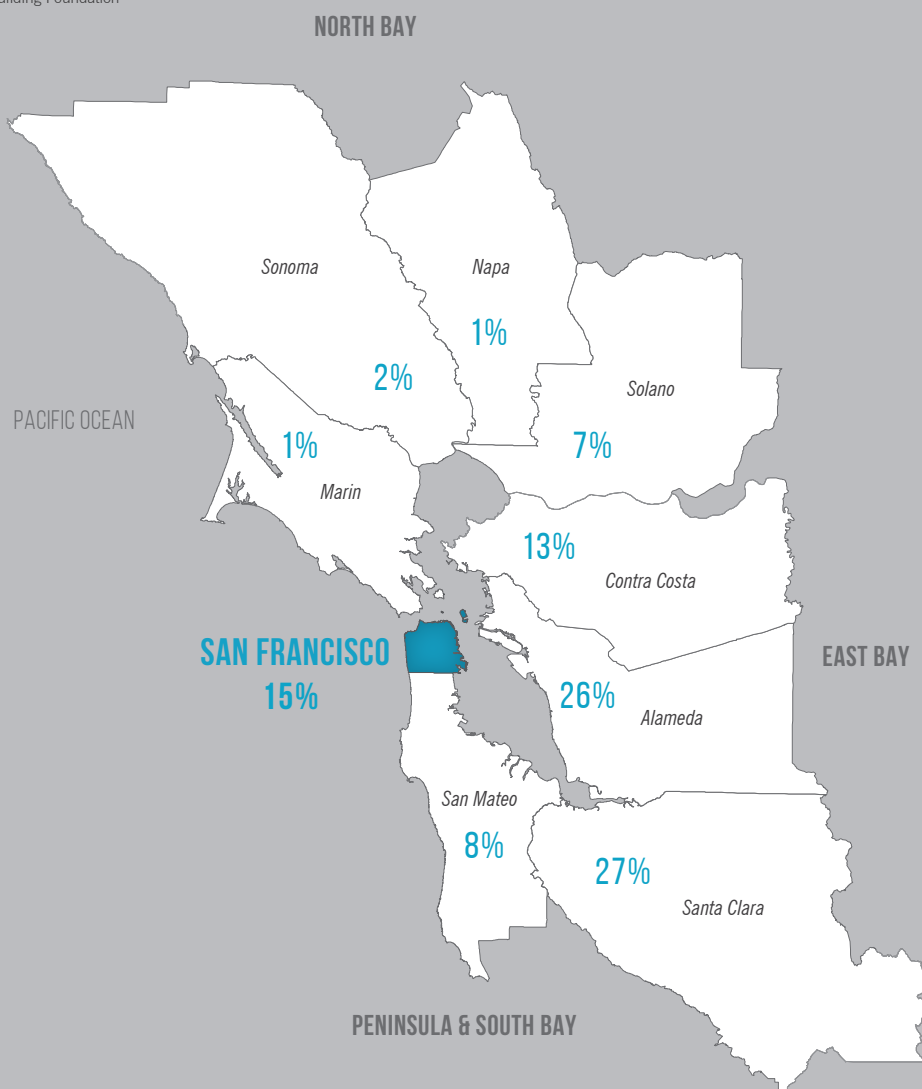 Foundation
NORTH BAY
Sonoma
Napa
1%
2%
Solano
PACIFIC OCEAN
1%
7%
Marin
13%
Contra Costa
SAN FRANCISCO
15%
EAST BAY
26%
Alameda
San Mateo
8%
27%
Santa Clara
PENINSULA & SOUTH BAY